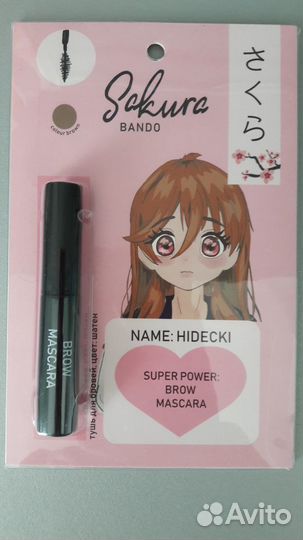 Sakura
BANDO
さくら
colour brown
BROW
MASCARA
тушь для бровей, цвет: шатен
NAME: HIDECKI
SUPER POWER:
BROW
MASCARA
Avito